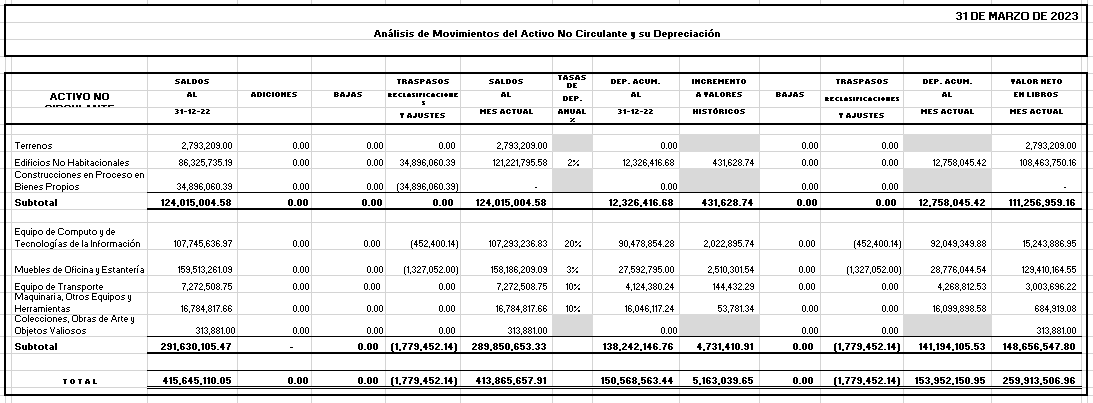 31 DE MARZO DE 2023
Análisis de Movimientos del Activo No Circulante y su Depreciación
SALDOS TRASPASOS SALDOS TASAS DE DEP. ACUM. INCREMENTO TRASPASOS DEP. ACUM. VALOR NETO
ACTIVO NO AL ADICIONES BAJAS RECLASIFICACIONES AL DEP. AL A VALORES BAJAS RECLASIFICACIONES AL EN LIBROS
CIRCULANTE 31-12-22 Y AJUSTES MES ACTUAL ANUAL % 31-12-22 HISTÓRICOS Y AJUSTES MES ACTUAL MES ACTUAL
Terrenos 2,793,209.00 0.00 0.00 0.00 2,793,209.00 0.00 0.00 0.00 2,793,209.00
Edificios No Habitacionales 86,325,735.19 0.00 0.00 34,896,060.39 121,221,795.58 2% 12,326,416.68 431,628.74 0.00 0.00 12,758,045.42 108,463,750.16
Construcciones en Proceso en
Bienes Propios 34,896,060.39 0.00 0.00 (34,896,060.39) - 0.00 0.00 0.00 -
Subtotal 124,015,004.58 0.00 0.00 0.00 124,015,004.58 12,326,416.68 431,628.74 0.00 0.00 12,758,045.42 111,256,959.16
Equipo de Computo y de
Tecnologías de la Información 107,745,636.97 0.00 0.00 (452,400.14) 107,293,236.83 20% 90,478,854.28 2,022,895.74 0.00 (452,400.14) 92,049,349.88 15,243,886.95
Muebles de Oficina y Estantería 159,513,261.09 0.00 0.00 (1,327,052.00) 158,186,209.09 3% 27,592,795.00 2,510,301.54 0.00 (1,327,052.00) 28,776,044.54 129,410,164.55
Equipo de Transporte 7,272,508.75 0.00 0.00 0.00 7,272,508.75 10% 4,124,380.24 144,432.29 0.00 0.00 4,268,812.53 3,003,696.22
Maquinaria, Otros Equipos y
Herramientas 16,784,817.66 0.00 0.00 0.00 16,784,817.66 10% 16,046,117.24 53,781.34 0.00 0.00 16,099,898.58 684,919.08
Colecciones, Obras de Arte y
Objetos Valiosos 313,881.00 0.00 0.00 0.00 313,881.00 0.00 0.00 0.00 313,881.00
Subtotal 291,630,105.47 - 0.00 (1,779,452.14) 289,850,653.33 138,242,146.76 4,731,410.91 0.00 (1,779,452.14) 141,194,105.53 148,656,547.80
TOTAL 415,645,110.05 0.00 0.00 (1,779,452.14) 413,865,657.91 150,568,563.44 5,163,039.65 0.00 (1,779,452.14) 153,952,150.95 259,913,506.96